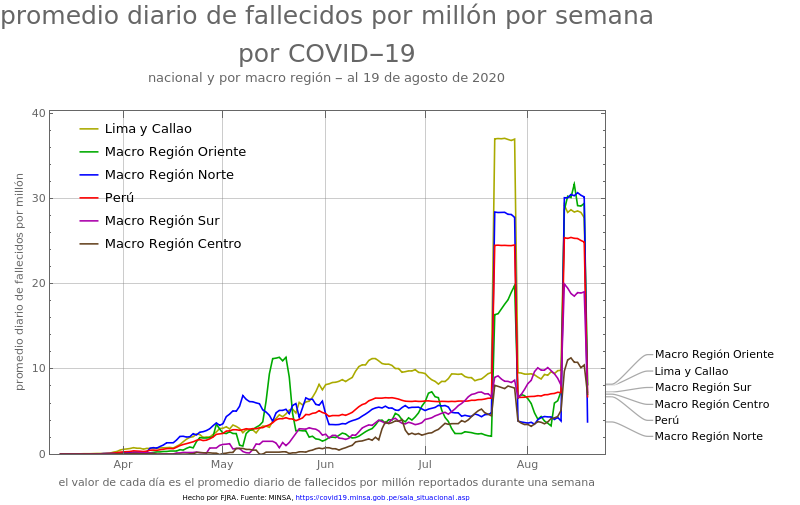 promedio diario de fallecidos por millón por semana
por COVID−19
nacional y por macro región − al 19 de agosto de 2020
promedio diario de fallecidos por millón
40
30
20
10
0
Lima y Callao
Macro Región Oriente
Macro Región Norte
Perú
Macro Región Sur
Macro Región Centro
Macro Región Oriente
Lima y Callao
Macro Región Sur
Macro Región Centro
Perú
Macro Región Norte
Apr May Jun Jul Aug
el valor de cada día es el promedio diario de fallecidos por millón reportados durante una semana
Hecho por FJRA. Fuente: MINSA, https://covid19.minsa.gob.pe/sala_situacional.asp